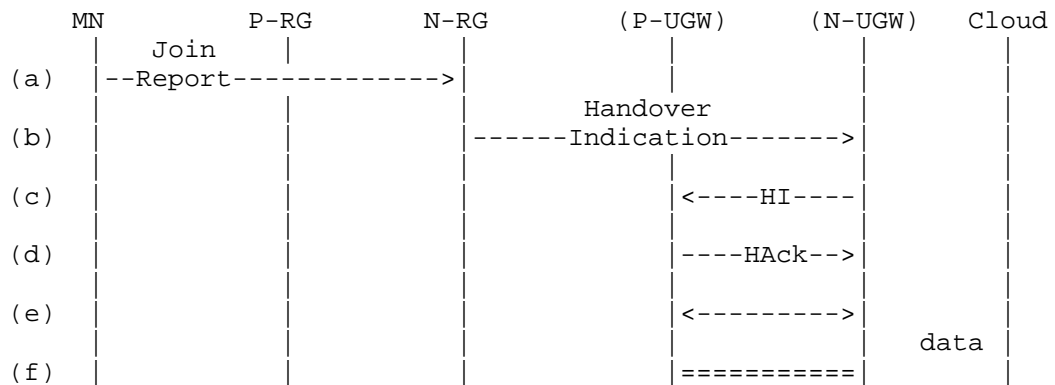 MN P-RG N-RG (P-UGW) (N-UGW) Cloud
| Join | | | | |
(a) |--Report------------->| | | |
| | | Handover | |
(b) | | |------Indication------->| |
| | | | | |
(c) | | | |<----HI----| |
| | | | | |
(d) | | | |----HAck-->| |
| | | | | |
(e) | | | |<--------->| |
| | | | | data |
(f) | | | |===========| |